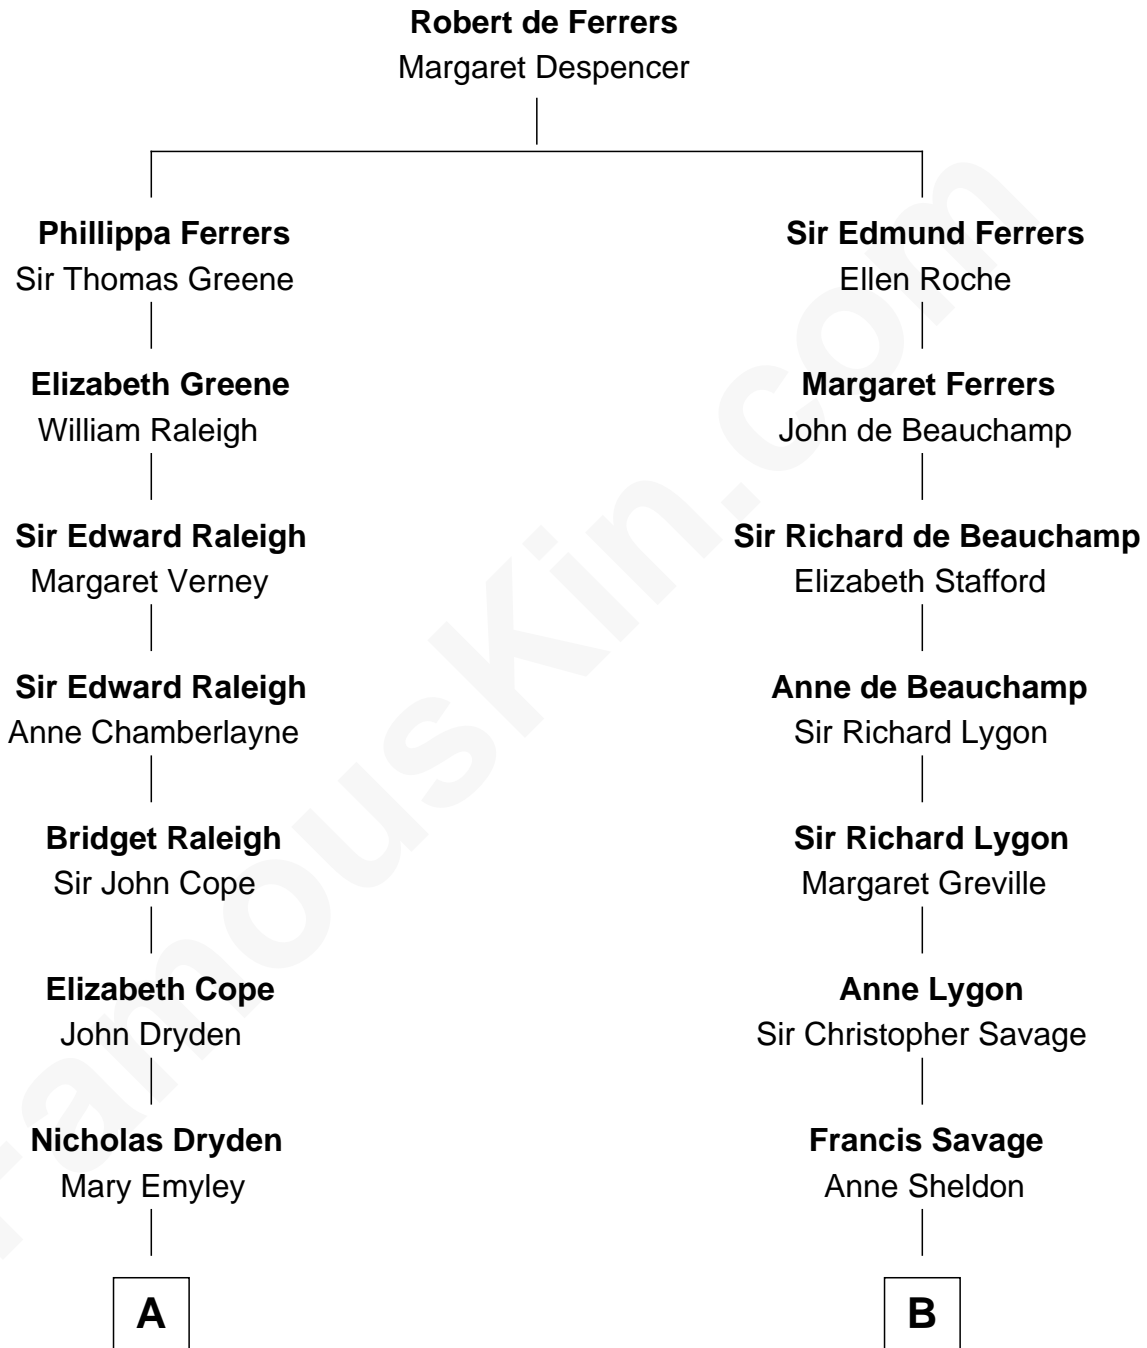 Robert de Ferrers
Margaret Despencer
Phillippa Ferrers
Sir Thomas Greene
Elizabeth Greene
William Raleigh
Sir Edward Raleigh
Margaret Verney
Sir Edward Raleigh
Anne Chamberlayne
Bridget Raleigh
Sir John Cope
Elizabeth Cope
John Dryden
Nicholas Dryden
Mary Emyley
A
Sir Edmund Ferrers
Ellen Roche
Margaret Ferrers
John de Beauchamp
Sir Richard de Beauchamp
Elizabeth Stafford
Anne de Beauchamp
Sir Richard Lygon
Sir Richard Lygon
Margaret Greville
Anne Lygon
Sir Christopher Savage
Francis Savage
Anne Sheldon
B
FamousKin.com